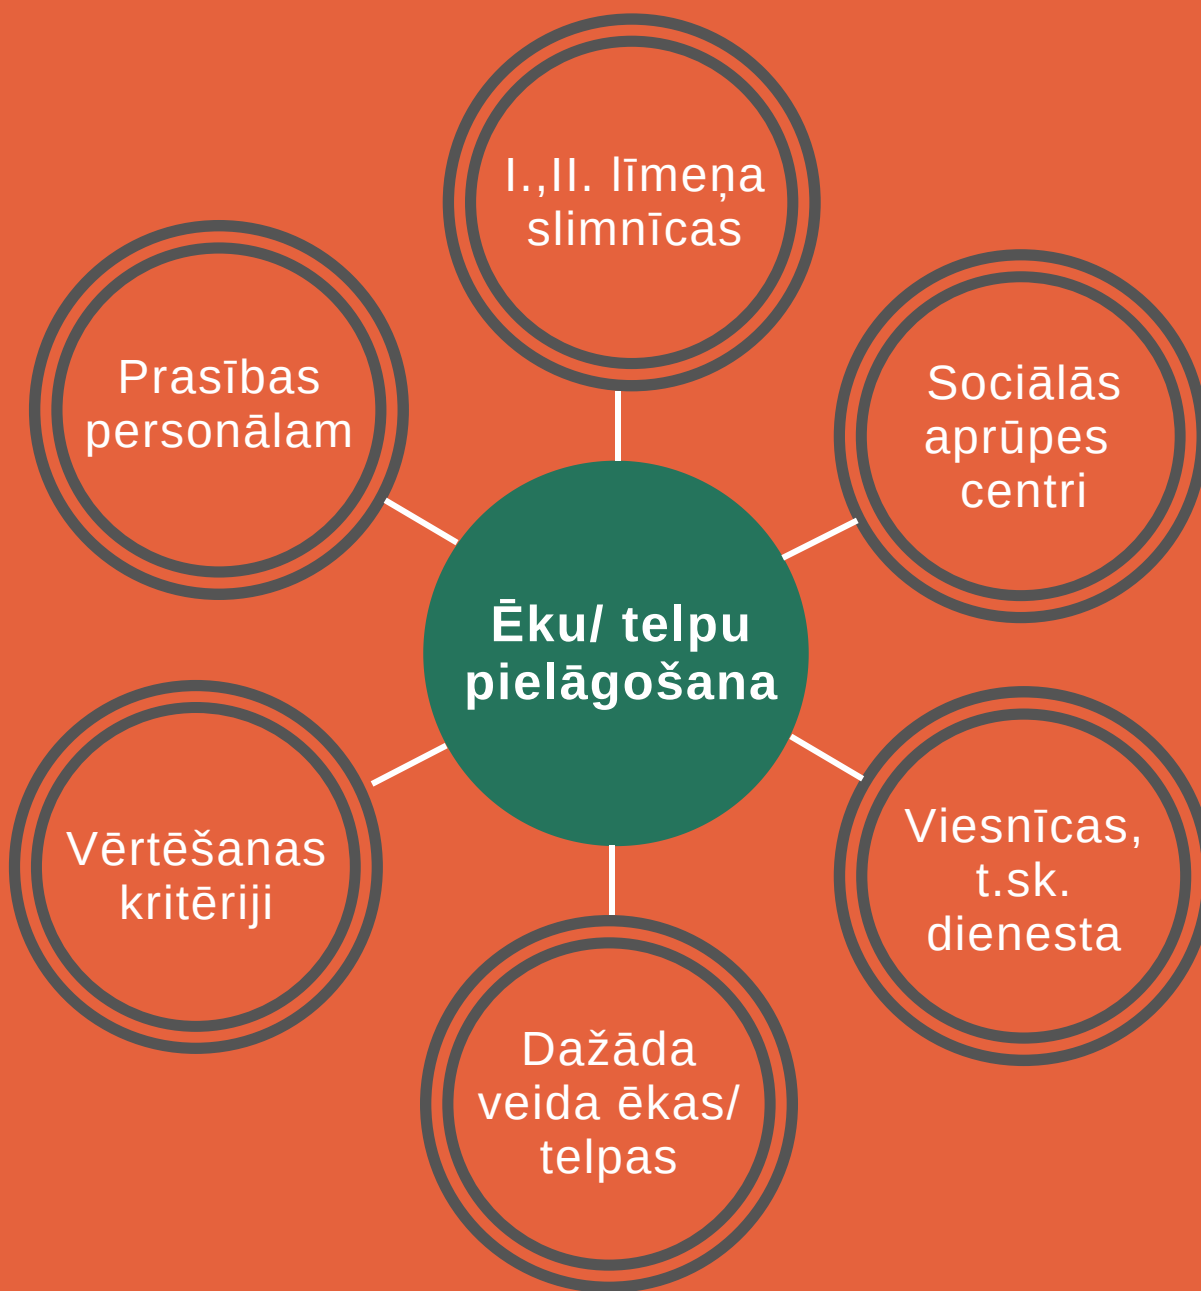 I.,II. līmeņa
slimnīcas
Prasības
personālam
Sociālās
aprūpes
centri
Ēku/ telpu
pielāgošana
Vērtēšanas
kritēriji
Viesnīcas,
t.sk.
dienesta
Dažāda
veida ēkas/
telpas